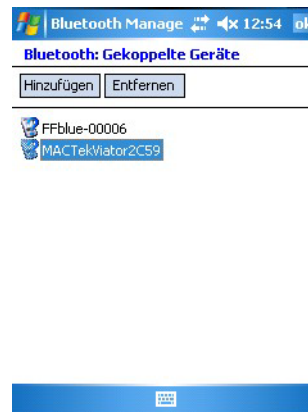 Bluetooth Manage 12:54 ok
Bluetooth: Gekoppelte Geräte
Hinzufügen Entfernen
FFblue-00006
MACTekViator2C59